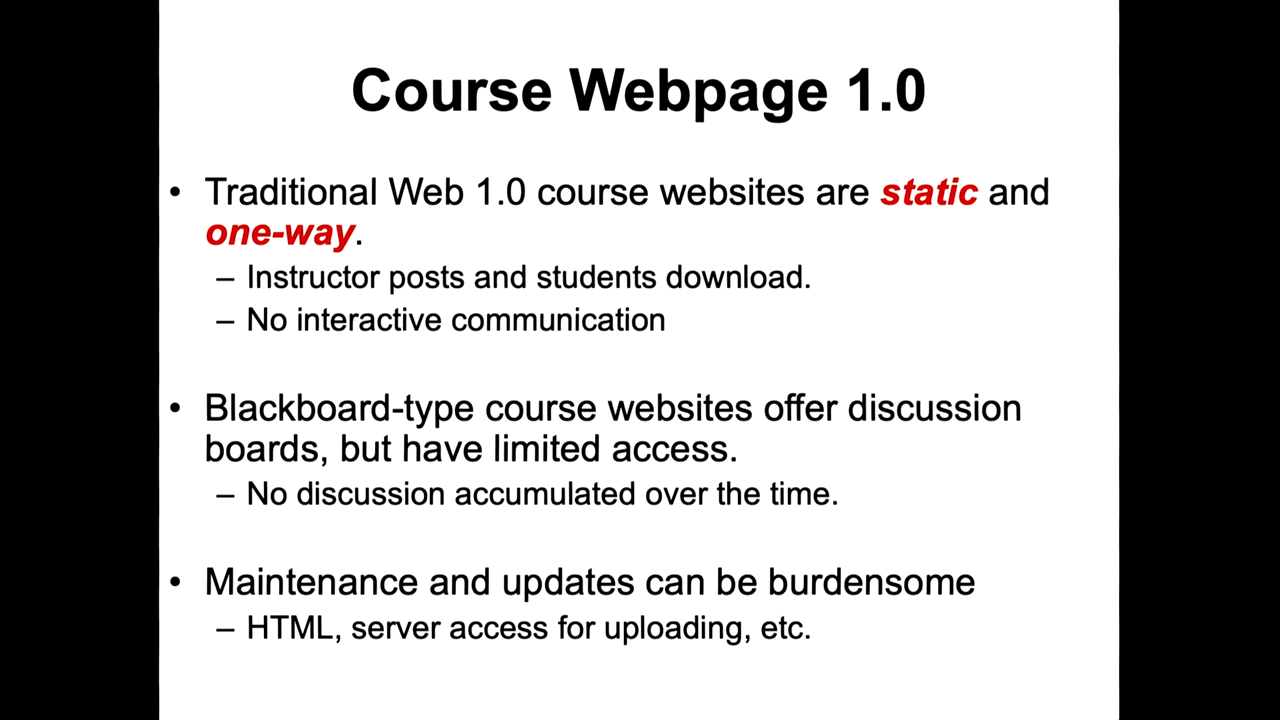 Course Webpage 1.0
• Traditional Web 1.0 course websites are static and
one-way.
– Instructor posts and students download.
– No interactive communication
• Blackboard-type course websites offer discussion
boards, but have limited access.
– No discussion accumulated over the time.
• Maintenance and updates can be burdensome
– HTML, server access for uploading, etc.